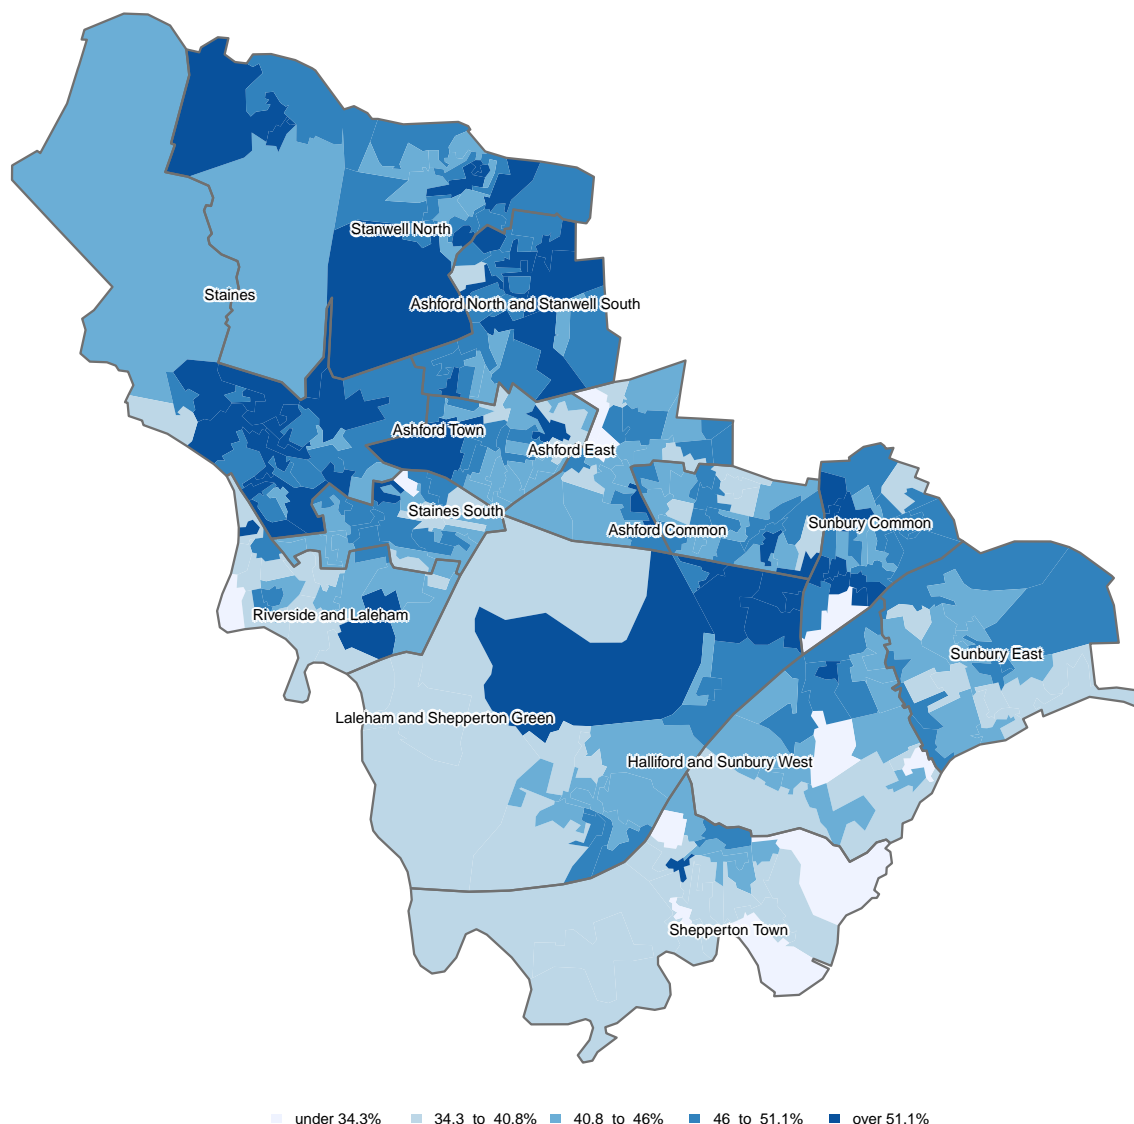 Stanwell North
Staines
Ashford North and Stanwell South
Ashford Town
Ashford East
Staines South
Ashford Common
Sunbury Common
Riverside and Laleham
Sunbury East
Laleham and Shepperton Green
Halliford and Sunbury West
Shepperton Town
under 34.3% 34.3 to 40.8% 40.8 to 46% 46 to 51.1% over 51.1%